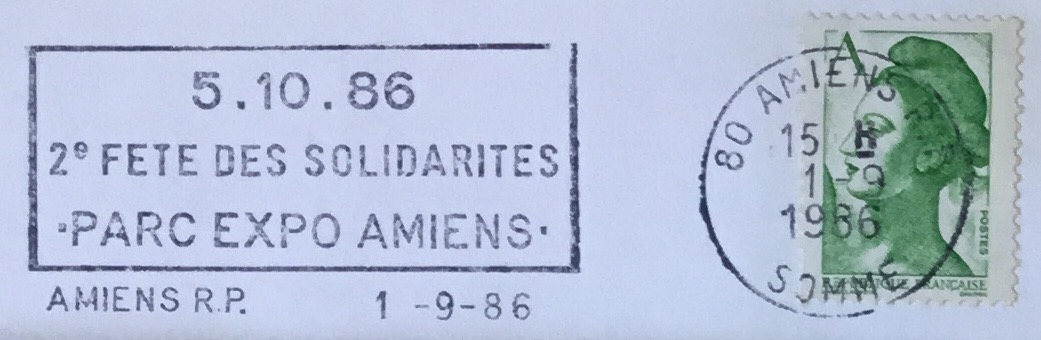 5.10.86
2e FETE DES SOLIDARITES
·PARC EXPO AMIENS·
AMIENS R.P. 1 -9-86
80 AMIENS R.P.
15 H
1 -9
1986
SOMME
A
POSTES
FRANÇAISE